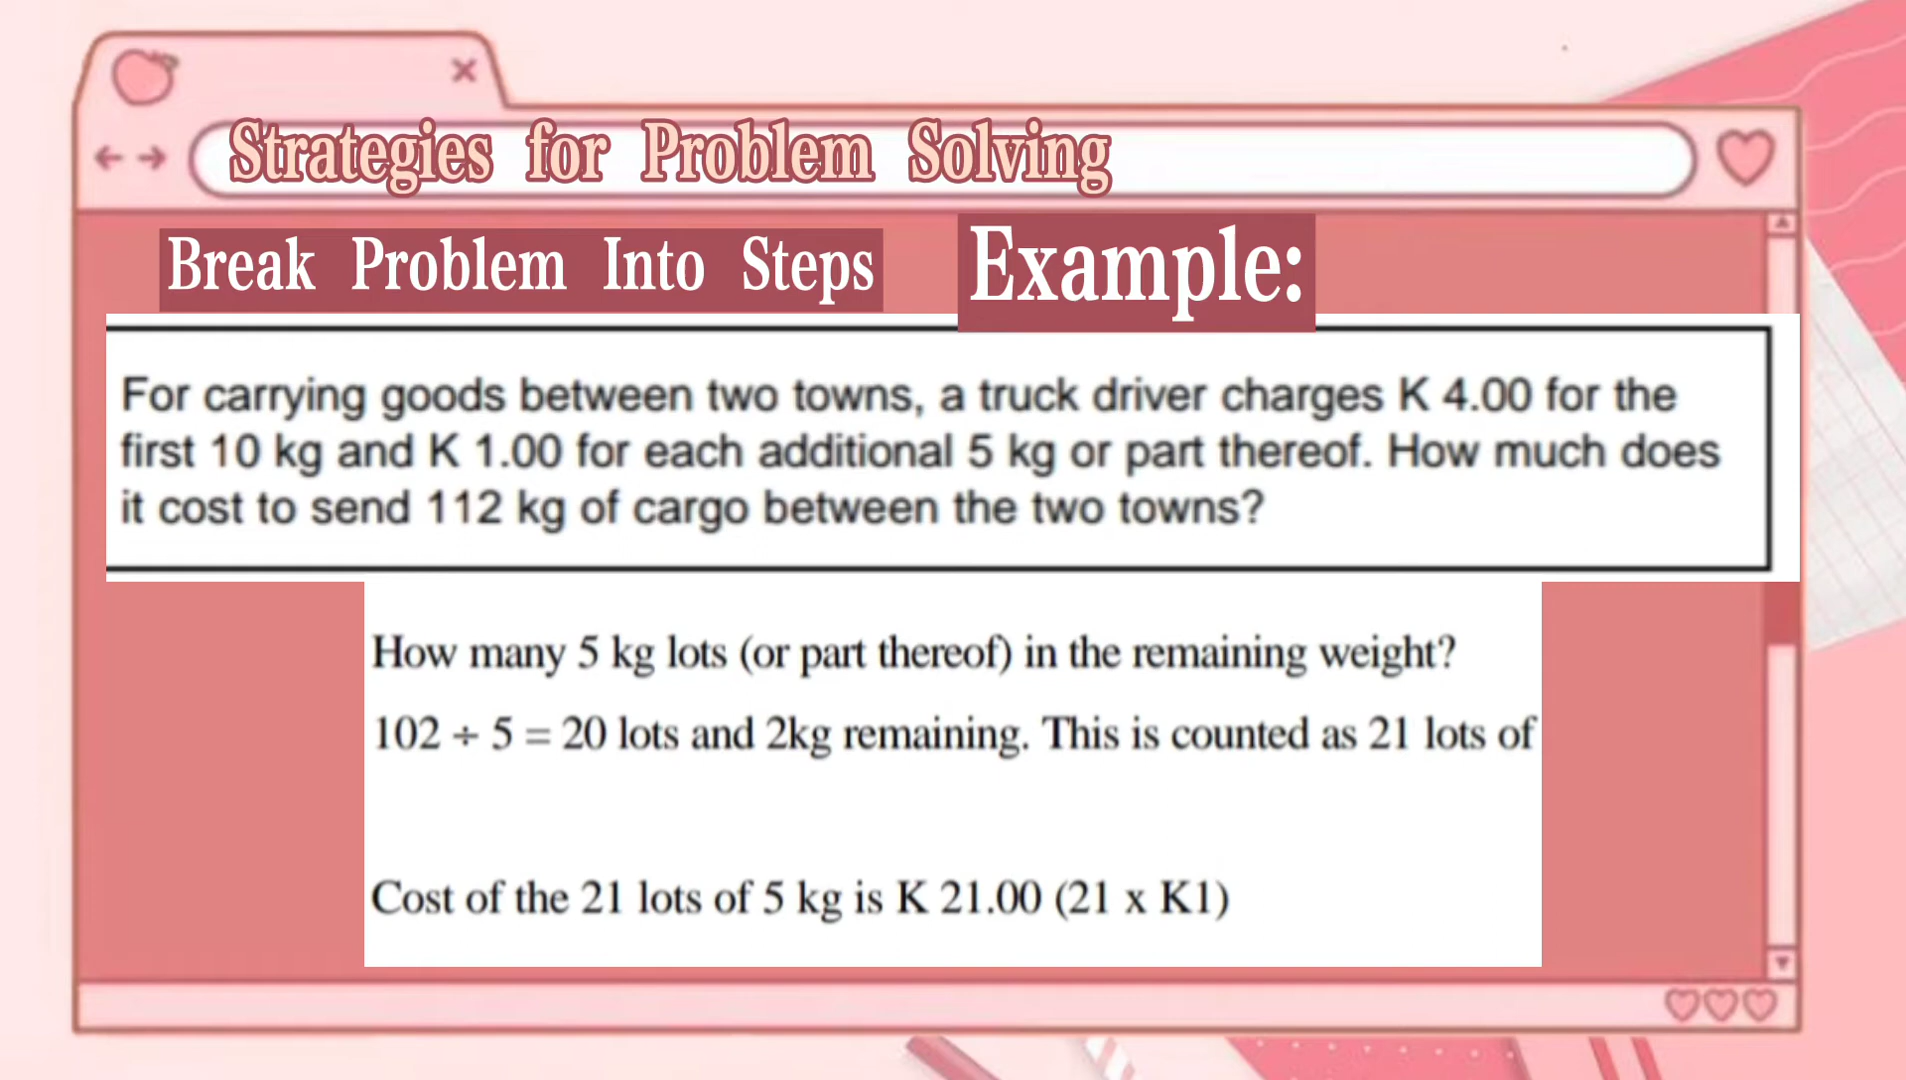 Strategies for Problem Solving
Break Problem Into Steps
Example:
For carrying goods between two towns, a truck driver charges K 4.00 for the
first 10 kg and K 1.00 for each additional 5 kg or part thereof. How much does
it cost to send 112 kg of cargo between the two towns?
How many 5 kg lots (or part thereof) in the remaining weight?
102 ÷ 5 = 20 lots and 2kg remaining. This is counted as 21 lots of
Cost of the 21 lots of 5 kg is K 21.00 (21 x K1)